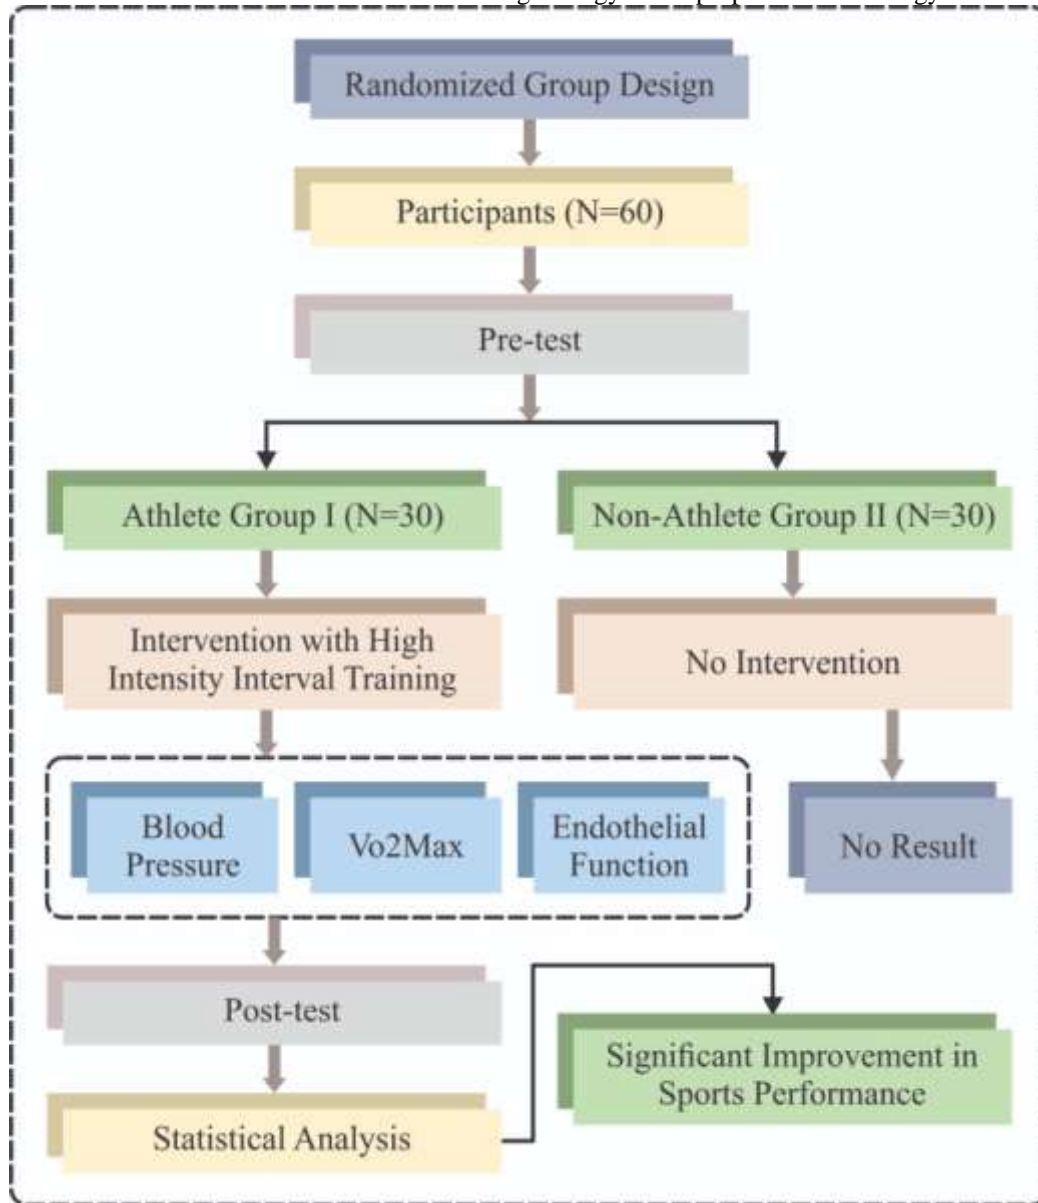 Randomized Group Design
Participants (N=60)
Pre-test
Athlete Group I (N=30)
Non-Athlete Group II (N=30)
Intervention with High
Intensity Interval Training
No Intervention
Blood
Pressure
Vo2Max
Endothelial
Function
No Result
Post-test
Significant Improvement in
Sports Performance
Statistical Analysis